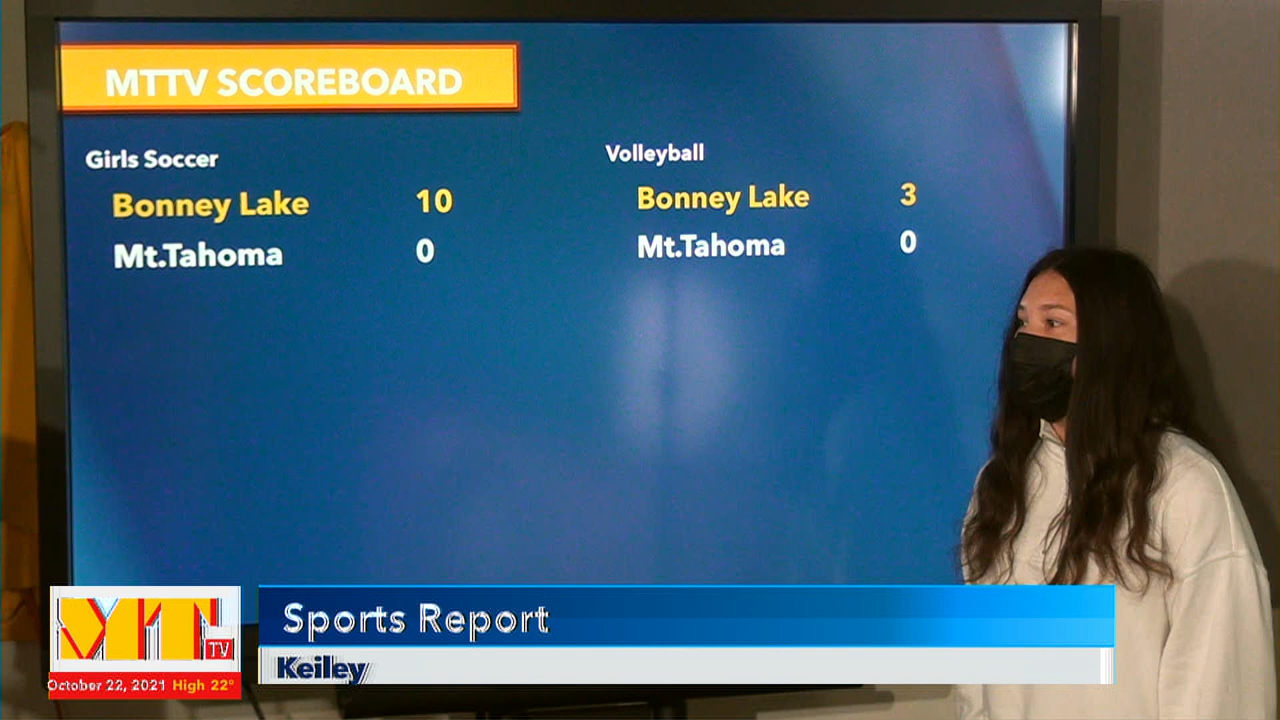 MTTV SCOREBOARD
Girls Soccer
Bonney Lake 10
Mt.Tahoma 0
Volleyball
Bonney Lake 3
Mt.Tahoma 0
Sports Report
Keiley
TV
October 22, 2021 High 22°